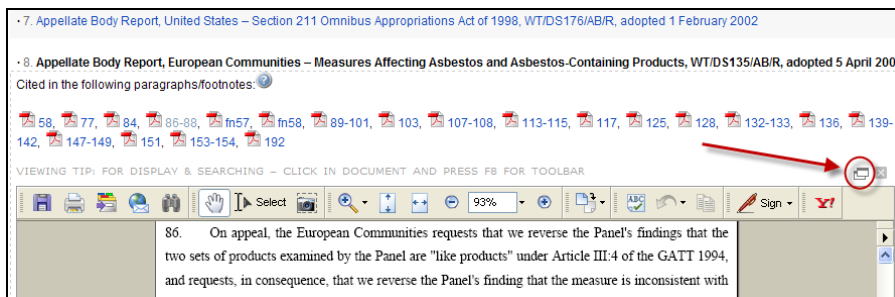 · 7. Appellate Body Report, United States – Section 211 Omnibus Appropriations Act of 1998, WT/DS176/AB/R, adopted 1 February 2002
· 8. Appellate Body Report, European Communities – Measures Affecting Asbestos and Asbestos-Containing Products, WT/DS135/AB/R, adopted 5 April 200
Cited in the following paragraphs/footnotes:
58, 77, 84, 86-88, fn57, fn58, 89-101, 103, 107-108, 113-115, 117, 125, 128, 132-133, 136, 139-
142, 147-149, 151, 153-154, 192
VIEWING TIP: FOR DISPLAY & SEARCHING – CLICK IN DOCUMENT AND PRESS F8 FOR TOOLBAR
Select 93% ABC Sign Y!
86. On appeal, the European Communities requests that we reverse the Panel's findings that the
two sets of products examined by the Panel are "like products" under Article III:4 of the GATT 1994,
and requests, in consequence, that we reverse the Panel's finding that the measure is inconsistent with